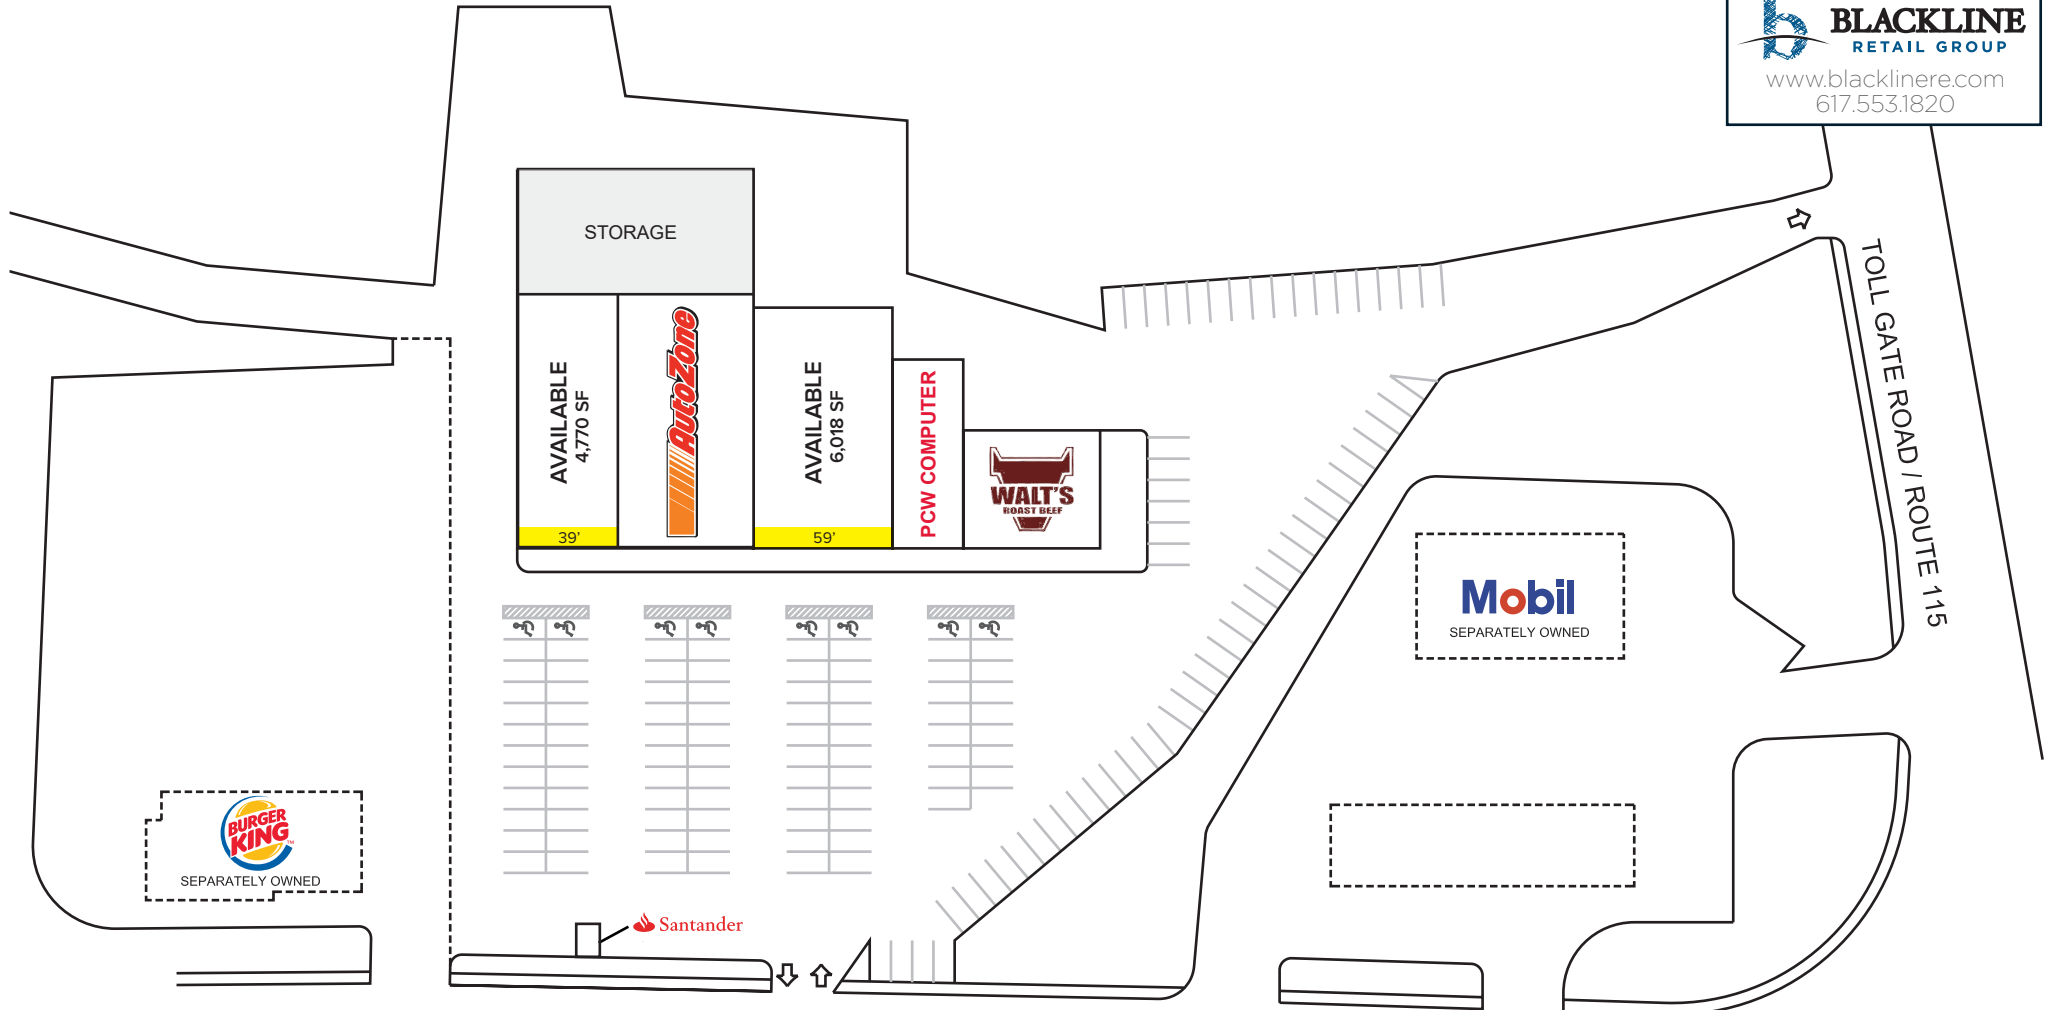 BLACKLINE
RETAIL GROUP
www.blacklinere.com
617.553.1820
STORAGE
AVAILABLE
4,770 SF
39'
AutoZone
AVAILABLE
6,018 SF
59'
PCW COMPUTER
WALT'S
ROAST BEEF
TOLL GATE ROAD / ROUTE 115
Mobil
SEPARATELY OWNED
BURGER
KING
TM
SEPARATELY OWNED
Santander